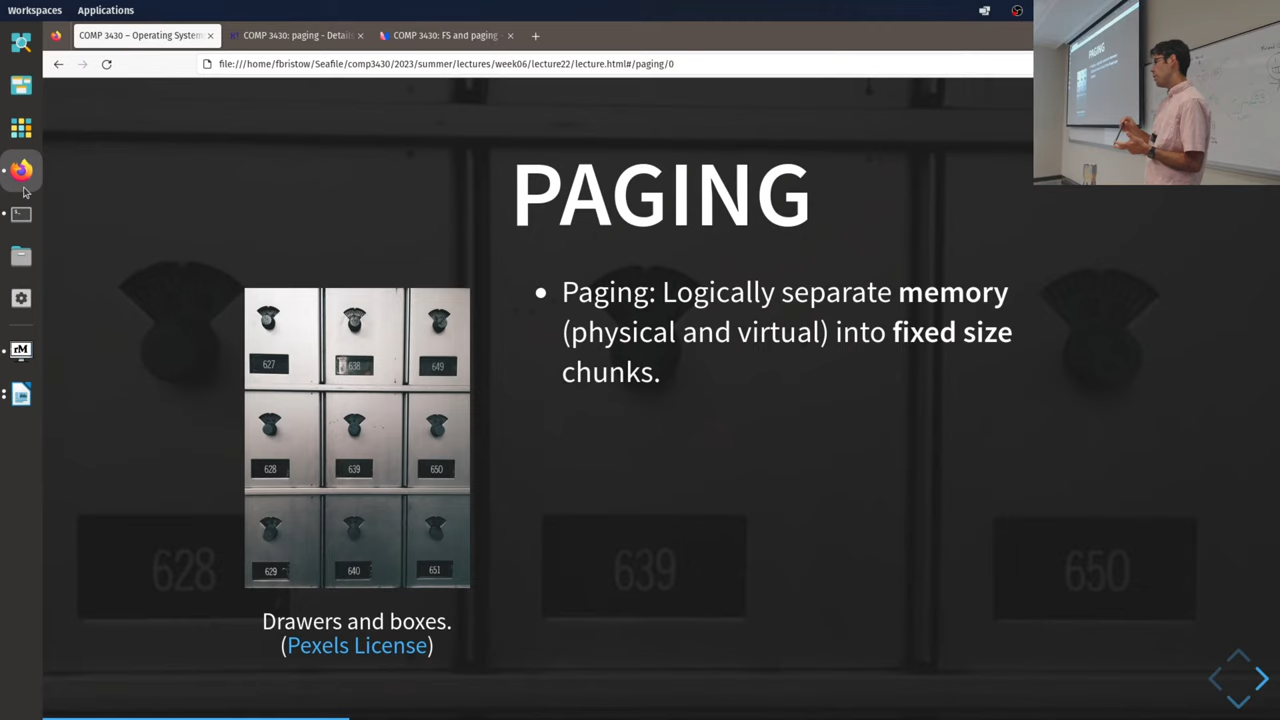 Workspaces Applications
COMP 3430 – Operating System
COMP 3430: paging - Details
COMP 3430: FS and paging -
file:///home/fbristow/Seafile/comp3430/2023/summer/lectures/week06/lecture22/lecture.html#/paging/0
PAGING
PAGING
• Paging: Logically separate memory
(physical and virtual) into fixed size
chunks.
627 638 649
628 639 650
629 640 651
Drawers and boxes.
(Pexels License)
628 639 650
rM